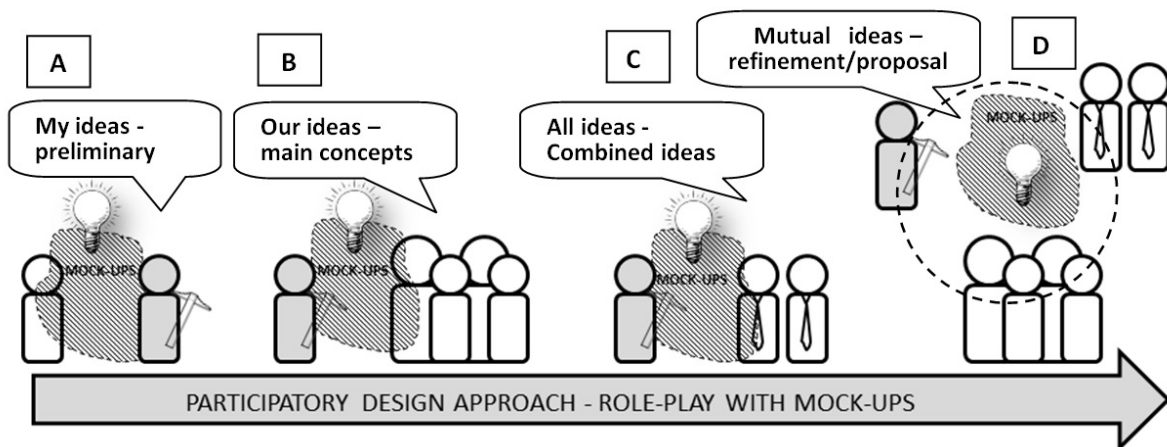 A
My ideas -
preliminary
MOCK-UPS
B
Our ideas –
main concepts
MOCK-UPS
C
All ideas -
Combined ideas
MOCK-UPS
D
Mutual ideas –
refinement/proposal
MOCK-UPS
PARTICIPATORY DESIGN APPROACH - ROLE-PLAY WITH MOCK-UPS